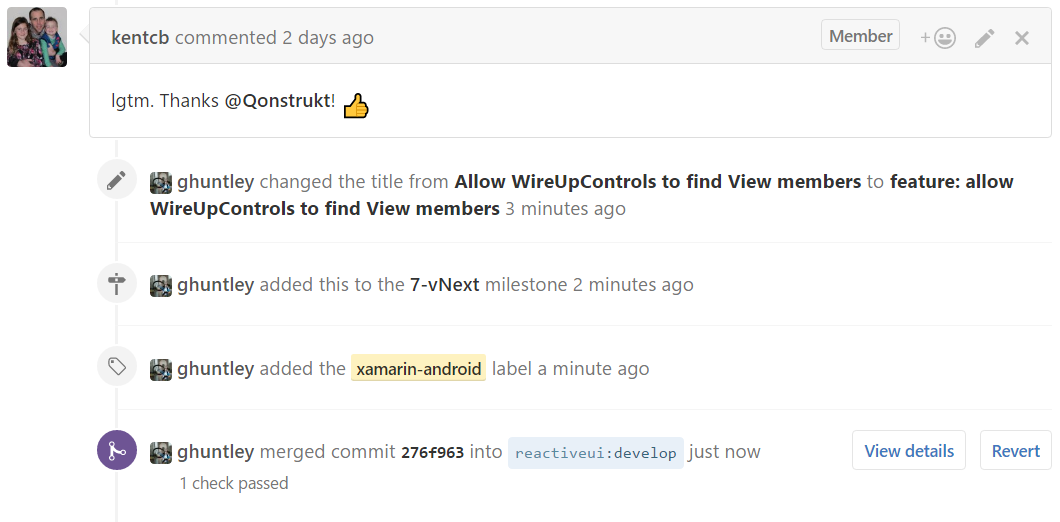 kentcb commented 2 days ago Member +
lgtm. Thanks @Qonstrukt!
ghuntley changed the title from Allow WireUpControls to find View members to feature: allow
WireUpControls to find View members 3 minutes ago
ghuntley added this to the 7-vNext milestone 2 minutes ago
ghuntley added the xamarin-android label a minute ago
ghuntley merged commit 276f963 into reactiveui:develop just now View details Revert
1 check passed